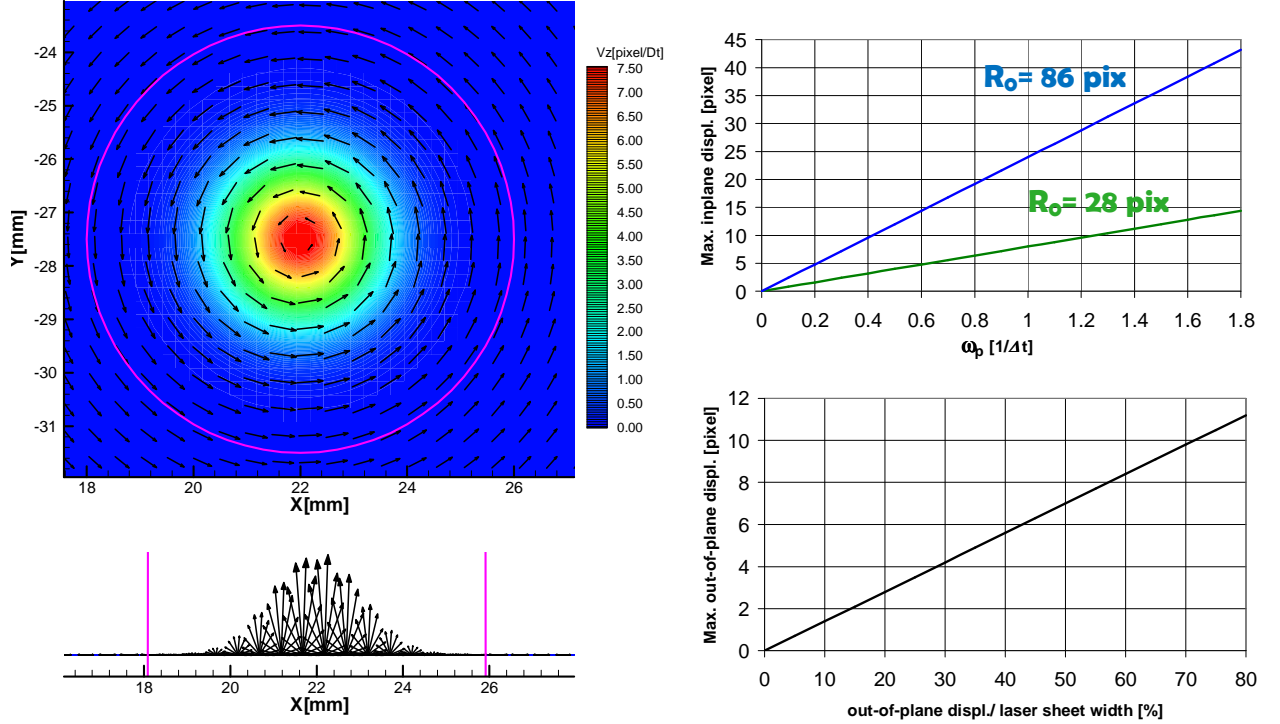 Vz[pixel/Dt]
7.50
7.00
6.50
6.00
5.50
5.00
4.50
4.00
3.50
3.00
2.50
2.00
1.50
1.00
0.50
0.00
-24
-25
-26
-27
-28
-29
-30
-31
Y[mm]
18 20 22 24 26
X[mm]
18 20 22 24 26
X[mm]
45
40
35
30
25
20
15
10
5
0
Max. inplane displ. [pixel]
Ro= 86 pix
Ro= 28 pix
0 0.2 0.4 0.6 0.8 1 1.2 1.4 1.6 1.8
ωp [1/Δt]
12
10
8
6
4
2
0
Max. out-of-plane displ. [pixel]
0 10 20 30 40 50 60 70 80
out-of-plane displ./ laser sheet width [%]